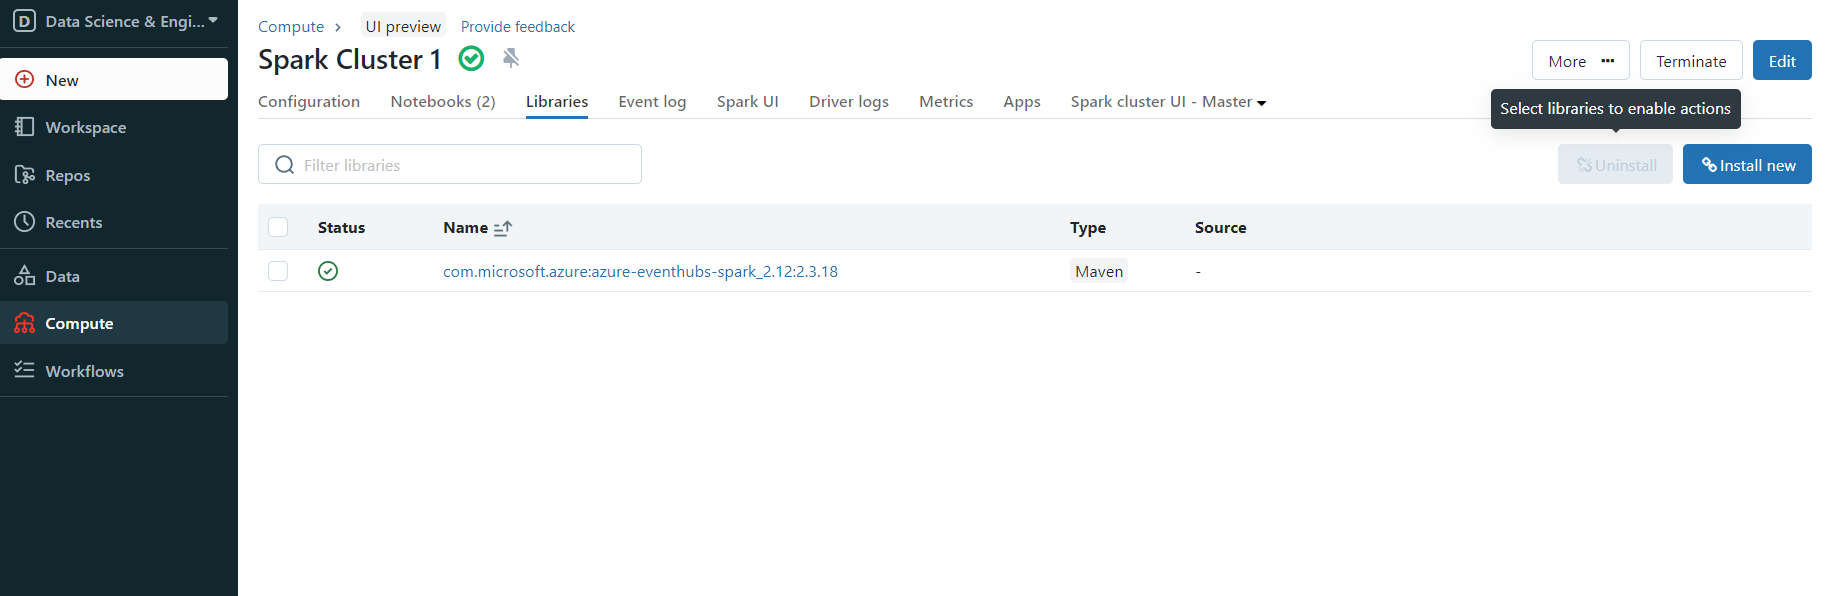 D Data Science & Engi...
New
Workspace
Repos
Recents
Data
Compute
Workflows
Compute > UI preview Provide feedback
Spark Cluster 1
More ··· Terminate Edit
Configuration Notebooks (2) Libraries Event log Spark UI Driver logs Metrics Apps Spark cluster UI - Master
Select libraries to enable actions
Filter libraries
Uninstall Install new
Status Name Type Source
com.microsoft.azure:azure-eventhubs-spark_2.12:2.3.18 Maven -